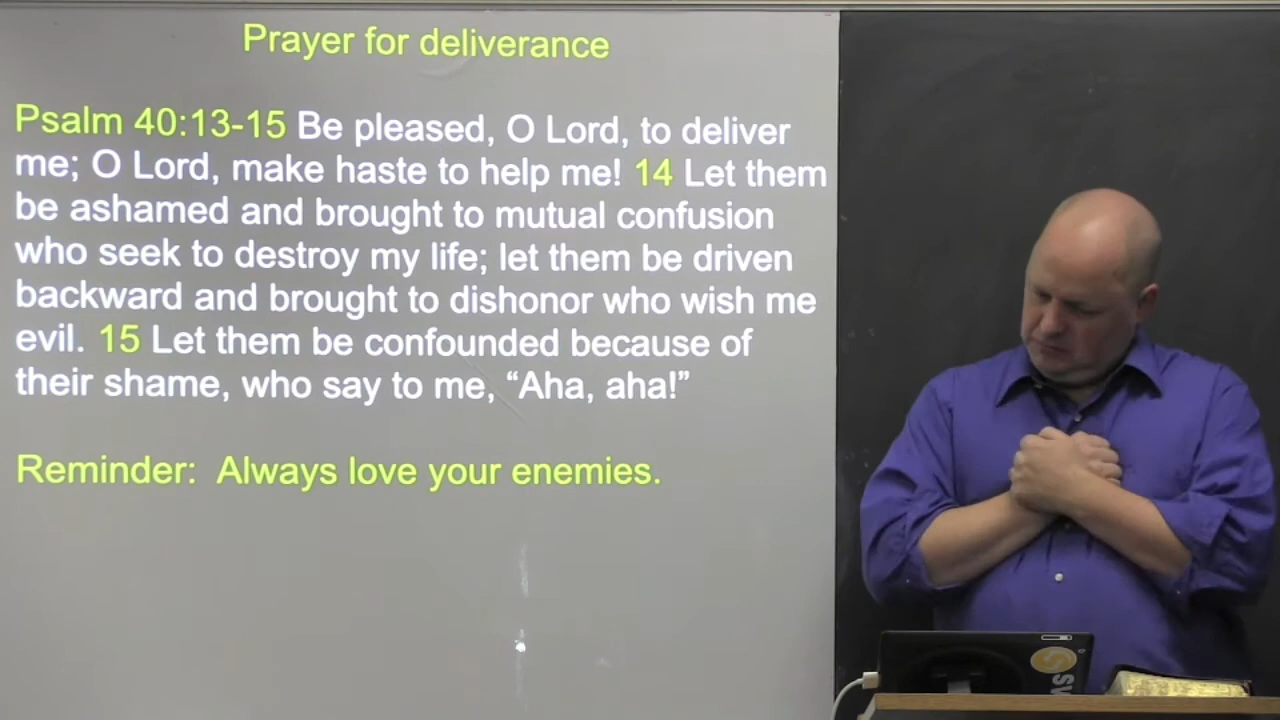 Prayer for deliverance
Psalm 40:13-15 Be pleased, O Lord, to deliver
me; O Lord, make haste to help me! 14 Let them
be ashamed and brought to mutual confusion
who seek to destroy my life; let them be driven
backward and brought to dishonor who wish me
evil. 15 Let them be confounded because of
their shame, who say to me, “Aha, aha!”
Reminder:  Always love your enemies.
SV